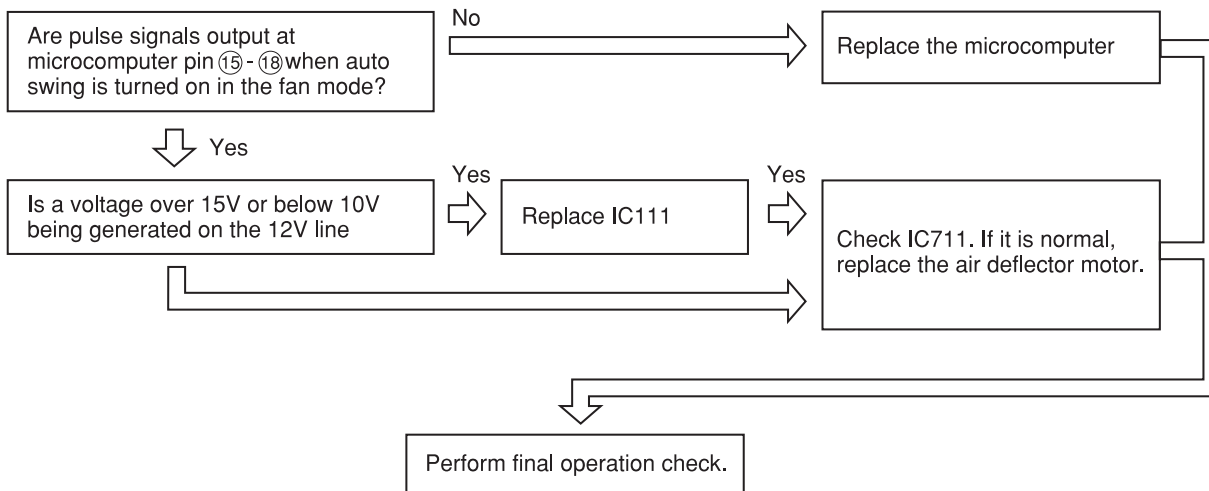 Are pulse signals output at
microcomputer pin ⑮ - ⑱ when auto
swing is turned on in the fan mode?
No
Replace the microcomputer
Yes
Is a voltage over 15V or below 10V
being generated on the 12V line
Yes
Replace IC111
Yes
Check IC711. If it is normal,
replace the air deflector motor.
Perform final operation check.